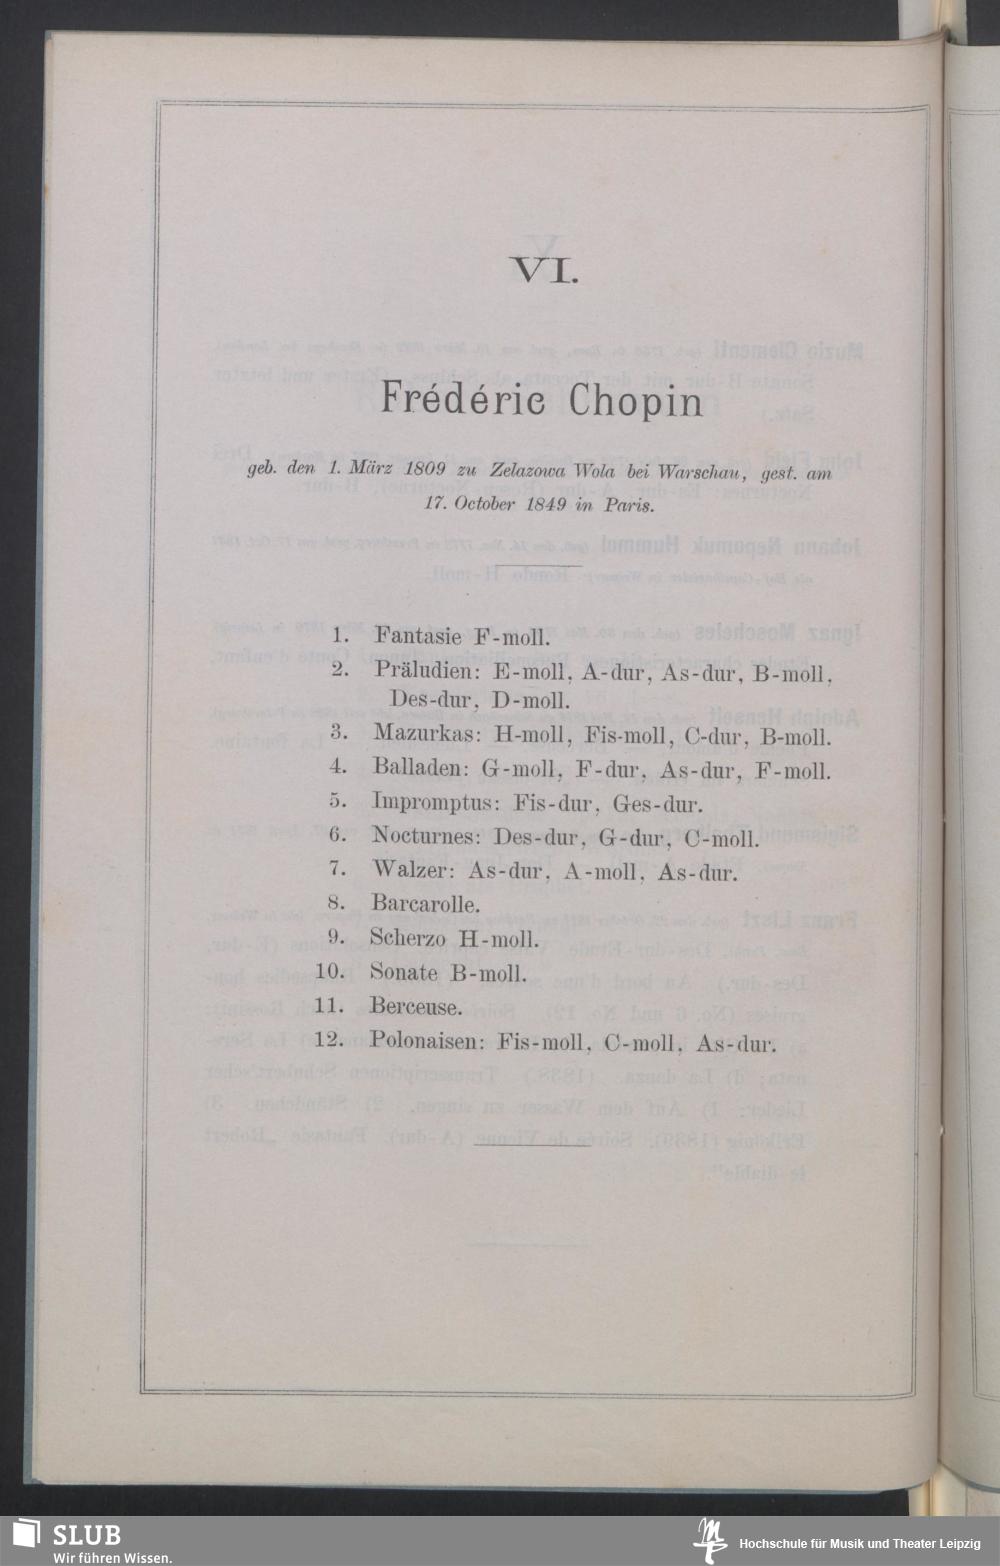 VI.
Frédéric Chopin
geb. den 1. März 1809 zu Zelazowa Wola bei Warschau, gest. am
17. October 1849 in Paris.
1. Fantasie F-moll.
2. Präludien: E-moll, A-dur, As-dur, B-moll,
Des-dur, D-moll.
3. Mazurkas: H-moll, Fis-moll, C-dur, B-moll.
4. Balladen: G-moll, F-dur, As-dur, F-moll.
5. Impromptus: Fis-dur, Ges-dur.
6. Nocturnes: Des-dur, G-dur, C-moll.
7. Walzer: As-dur, A-moll, As-dur.
8. Barcarolle.
9. Scherzo H-moll.
10. Sonate B-moll.
11. Berceuse.
12. Polonaisen: Fis-moll, C-moll, As-dur.
SLUB
Wir führen Wissen.
Hochschule für Musik und Theater Leipzig